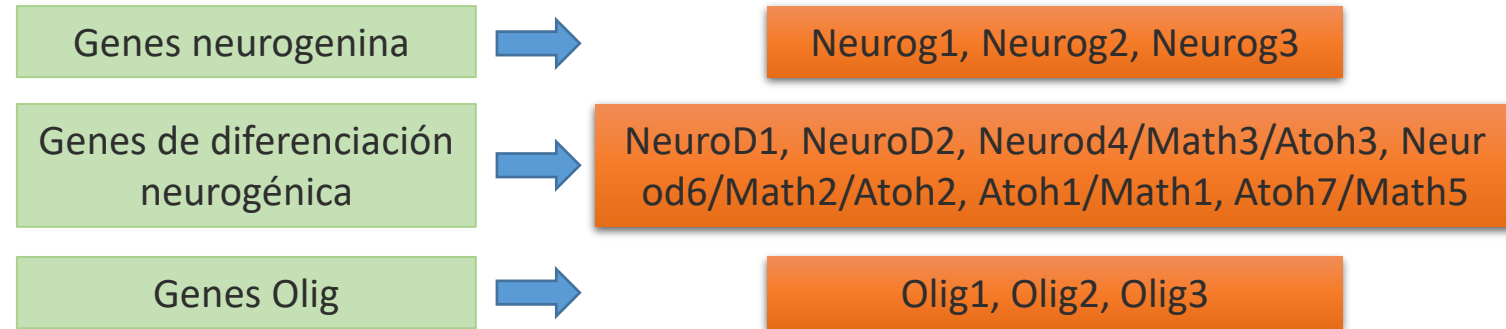 Genes neurogenina
Neurog1, Neurog2, Neurog3
Genes de diferenciación
neurogénica
NeuroD1, NeuroD2, Neurod4/Math3/Atoh3, Neur
od6/Math2/Atoh2, Atoh1/Math1, Atoh7/Math5
Genes Olig
Olig1, Olig2, Olig3